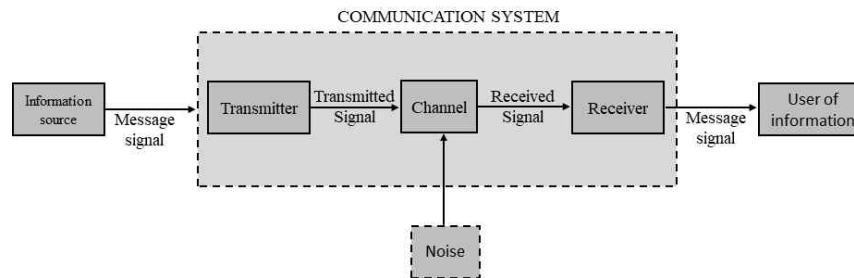 COMMUNICATION SYSTEM
Information
source
Message
signal
Transmitter
Transmitted
Signal
Channel
Received
Signal
Receiver
Message
signal
User of
information
Noise